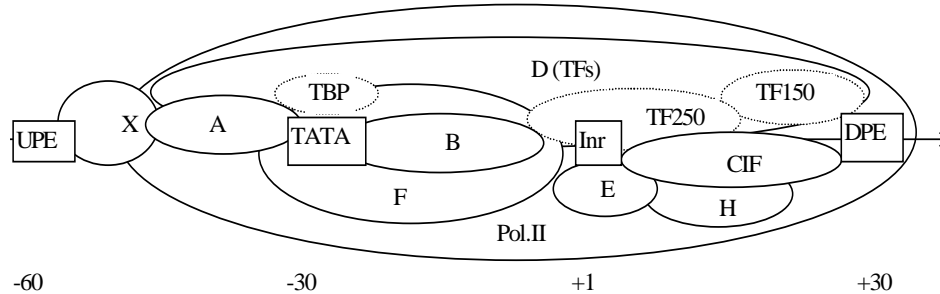 D (TFs)
TBP
TF150
X
A
TF250
UPE
TATA
B
Inr
DPE
CIF
E
F
H
Pol.II
-60
-30
+1
+30